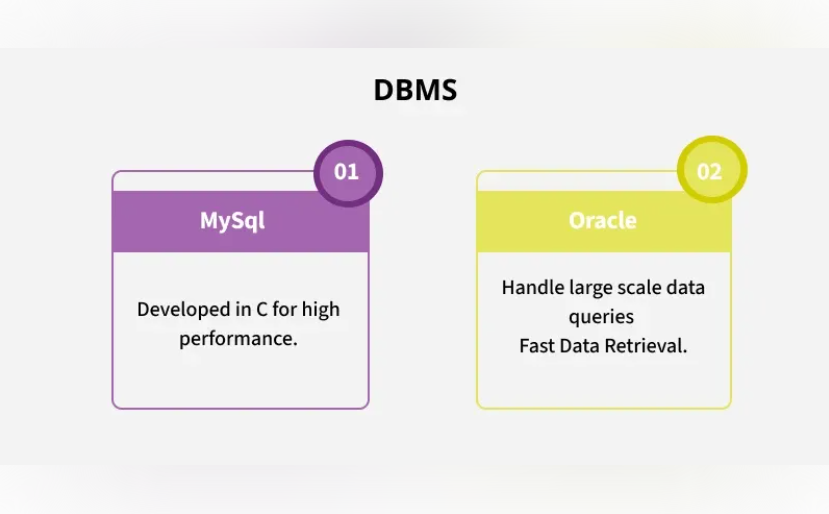 DBMS
01
MySql
Developed in C for high
performance.
02
Oracle
Handle large scale data
queries
Fast Data Retrieval.